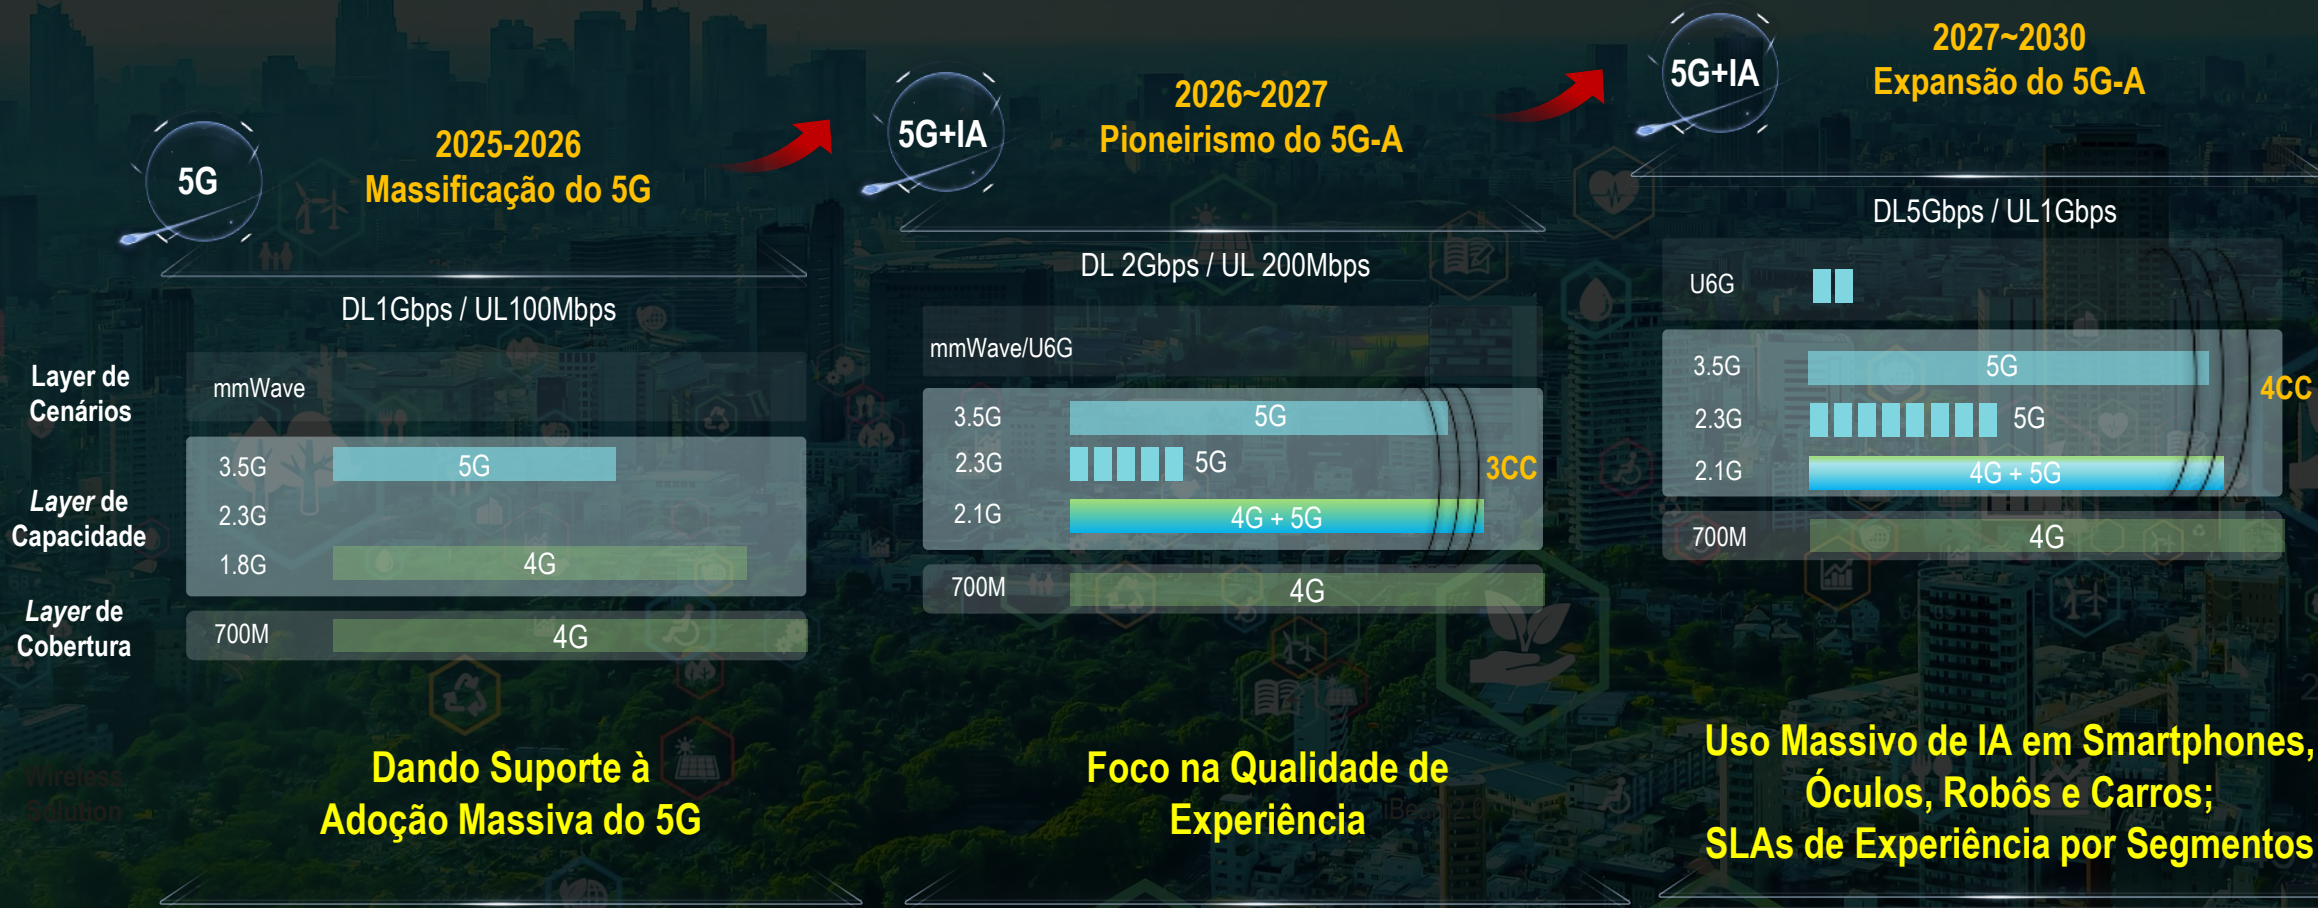 5G
2025-2026
Massificação do 5G
DL1Gbps / UL100Mbps
Layer de
Cenários
mmWave
Layer de
Capacidade
3.5G
5G
2.3G
1.8G
4G
Layer de
Cobertura
700M
4G
Dando Suporte à
Adoção Massiva do 5G
Wireless
Solution
5G+IA
2026~2027
Pioneirismo do 5G-A
DL 2Gbps / UL 200Mbps
mmWave/U6G
3.5G
5G
2.3G
5G
3CC
2.1G
4G + 5G
700M
4G
Foco na Qualidade de
Experiência
5G+IA
2027~2030
Expansão do 5G-A
DL5Gbps / UL1Gbps
U6G
3.5G
5G
4CC
2.3G
5G
2.1G
4G + 5G
700M
4G
Uso Massivo de IA em Smartphones,
Óculos, Robôs e Carros;
SLAs de Experiência por Segmentos